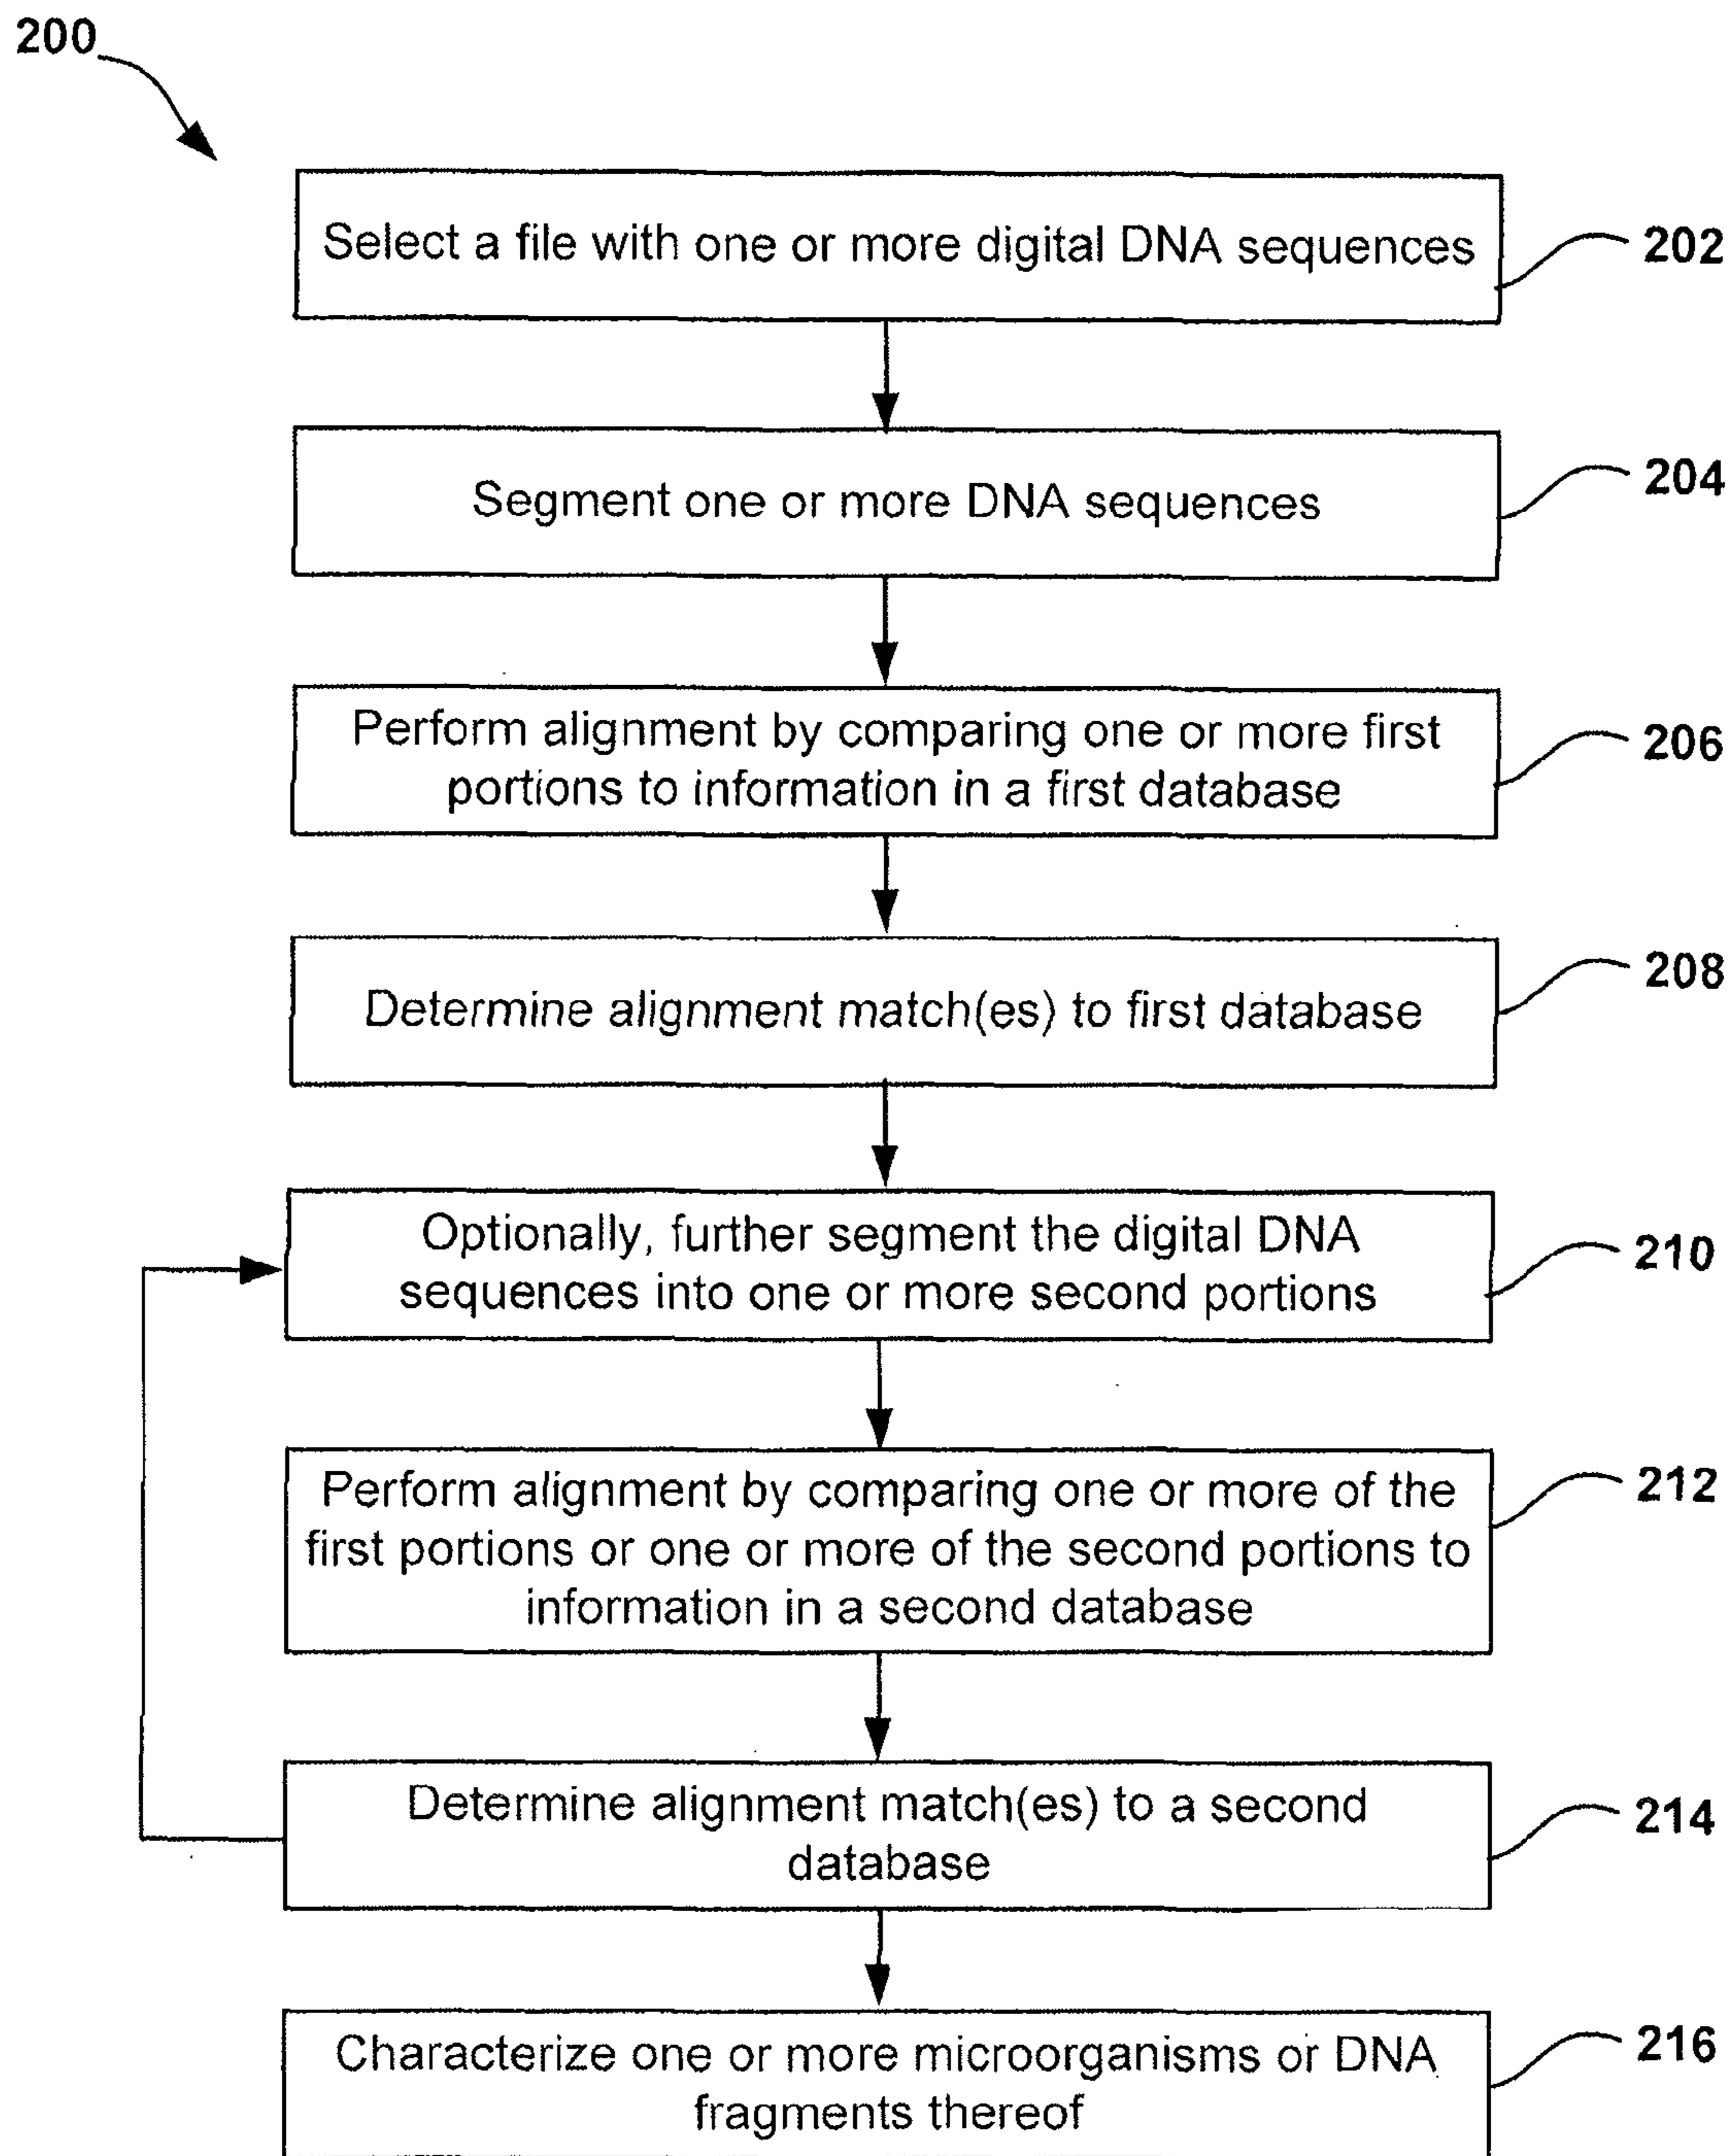 200
Select a file with one or more digital DNA sequences
202
Segment one or more DNA sequences
204
Perform alignment by comparing one or more first
portions to information in a first database
206
Determine alignment match(es) to first database
208
Optionally, further segment the digital DNA
sequences into one or more second portions
210
Perform alignment by comparing one or more of the
first portions or one or more of the second portions to
information in a second database
212
Determine alignment match(es) to a second
database
214
Characterize one or more microorganisms or DNA
fragments thereof
216